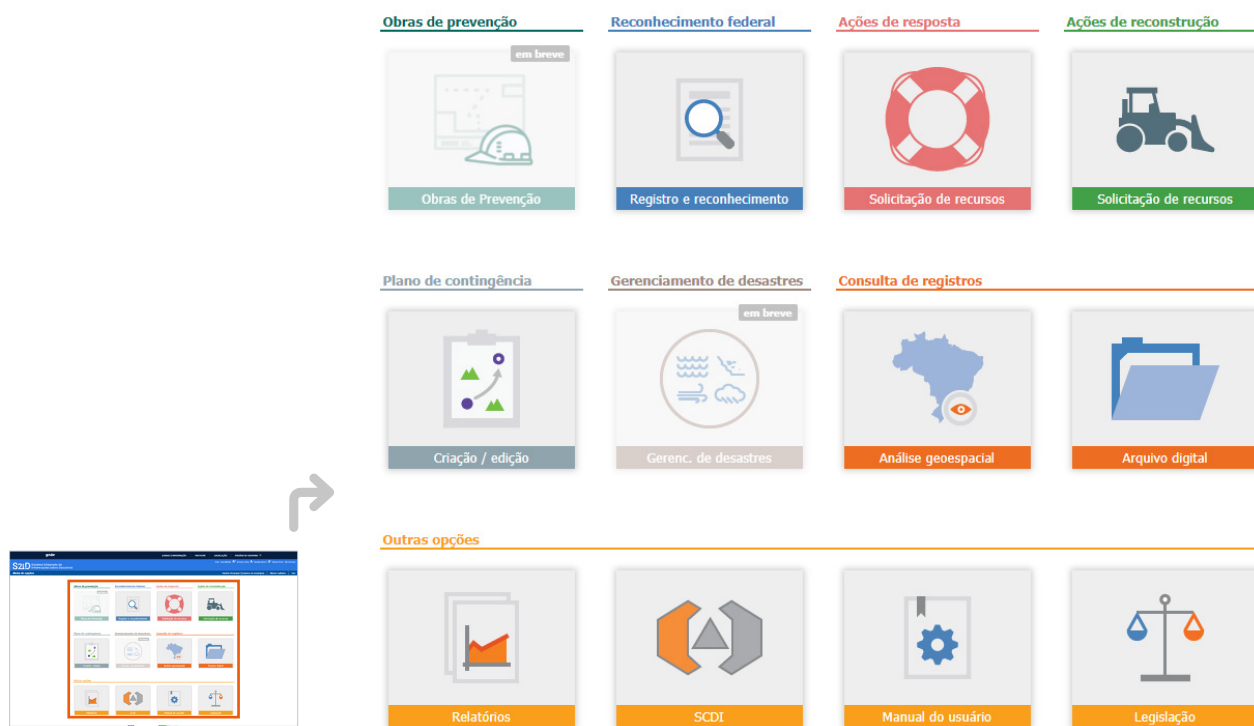 Obras de prevenção
Reconhecimento federal
Ações de resposta
Ações de reconstrução
em breve
Obras de Prevenção
Registro e reconhecimento
Solicitação de recursos
Solicitação de recursos
Plano de contingência
Gerenciamento de desastres
Consulta de registros
em breve
Criação / edição
Gerenc. de desastres
Análise geoespacial
Arquivo digital
Outras opções
Relatórios
SCDI
Manual do usuário
Legislação
S2iD